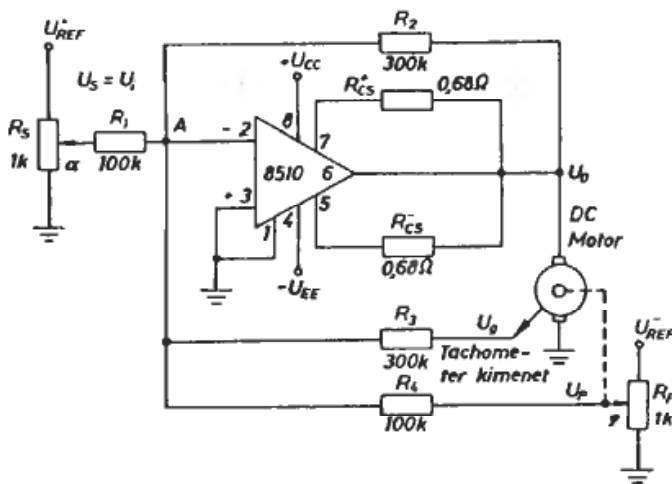 U⁺REF
R₂
300k
+Ucc
Us = Ui
R⁺cs
0,68Ω
Rs
1k
R₁
100k
α
A
- 2
8
7
8510
6
+ 3
1
4
5
U₀
R⁻cs
0,68Ω
-UEE
DC
Motor
R₃
300k
Ug
Tachome-
ter kimenet
U⁻REF
R₄
100k
Up
Rp
1k